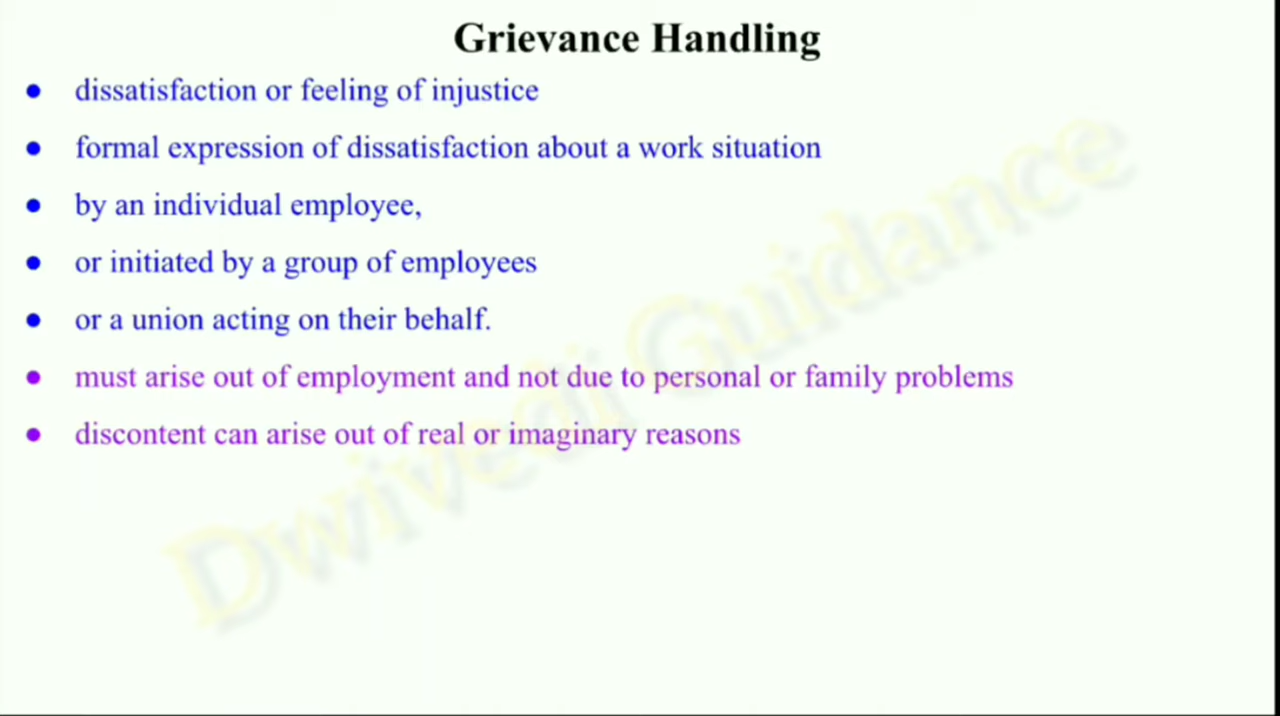 Grievance Handling
● dissatisfaction or feeling of injustice
● formal expression of dissatisfaction about a work situation
● by an individual employee,
● or initiated by a group of employees
● or a union acting on their behalf.
● must arise out of employment and not due to personal or family problems
● discontent can arise out of real or imaginary reasons
Dwivedi Guidance